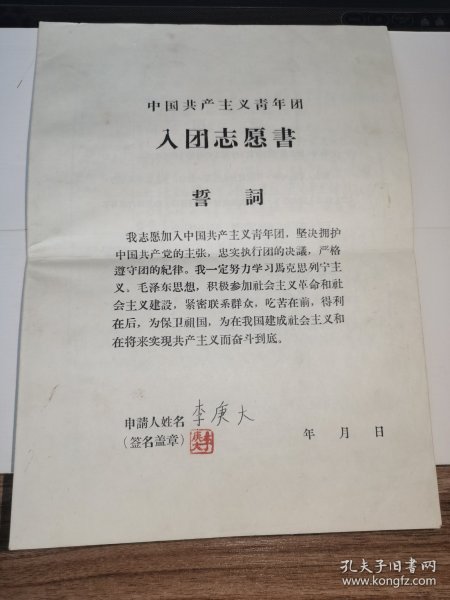 中国共产主义青年团
入团志愿書
誓詞
我志愿加入中国共产主义青年团，坚决拥护
中国共产党的主张，忠实执行团的决議，严格
遵守团的紀律。我一定努力学习馬克思列宁主
义、毛泽东思想，积极参加社会主义革命和社
会主义建設，紧密联系群众，吃苦在前，得利
在后，为保卫祖国，为在我国建成社会主义和
在将来实現共产主义而奋斗到底。
申請人姓名 李庚大
(签名盖章) 李庚大
年 月 日
孔夫子旧书网
www.kongfz.com